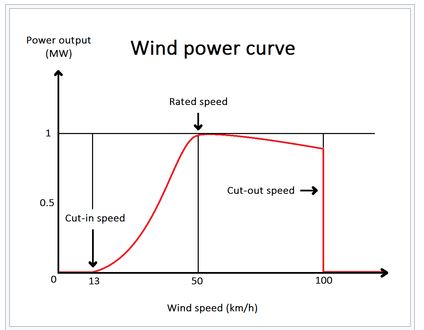 Power output
(MW)
Wind power curve
Rated speed
1
Cut-out speed
0.5
Cut-in speed
0
13
50
100
Wind speed (km/h)